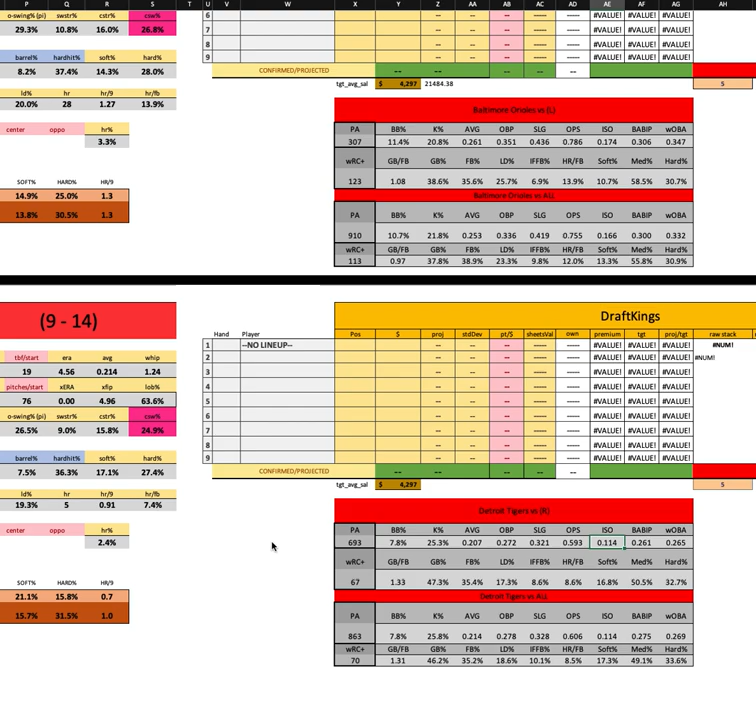 P Q R S T U V W X Y Z AA AB AC AD AE AF AG AH
o-swing% (pi) swstr% cstr% csw% 6 -- -- -- ----- ----- #VALUE! #VALUE! #VALUE!
29.3% 10.8% 16.0% 26.8% 7 -- -- -- ----- ----- #VALUE! #VALUE! #VALUE!
8 -- -- -- ----- ----- #VALUE! #VALUE! #VALUE!
barrel% hardhit% soft% hard% 9 -- -- -- ----- ----- #VALUE! #VALUE! #VALUE!
8.2% 37.4% 14.3% 28.0% CONFIRMED/PROJECTED -- -- -- -- --
tgt_avg_sal $ 4,297 21484.38 5
ld% hr hr/9 hr/fb
20.0% 28 1.27 13.9%
Baltimore Orioles vs (L)
center oppo hr% PA BB% K% AVG OBP SLG OPS ISO BABIP wOBA
3.3% 307 11.4% 20.8% 0.261 0.351 0.436 0.786 0.174 0.306 0.347
wRC+ GB/FB GB% FB% LD% IFFB% HR/FB Soft% Med% Hard%
SOFT% HARD% HR/9 123 1.08 38.6% 35.6% 25.7% 6.9% 13.9% 10.7% 58.5% 30.7%
14.9% 25.0% 1.3 Baltimore Orioles vs ALL
13.8% 30.5% 1.3 PA BB% K% AVG OBP SLG OPS ISO BABIP wOBA
910 10.7% 21.8% 0.253 0.336 0.419 0.755 0.166 0.300 0.332
wRC+ GB/FB GB% FB% LD% IFFB% HR/FB Soft% Med% Hard%
113 0.97 37.8% 38.9% 23.3% 9.8% 12.0% 13.3% 55.8% 30.9%
(9 - 14) DraftKings
Hand Player Pos $ proj stdDev pt/$ sheetsVal own premium tgt proj/tgt raw stack
1 --NO LINEUP-- -- -- -- ----- ----- #VALUE! #VALUE! #VALUE! #NUM!
tbf/start era avg whip 2 -- -- -- ----- ----- #VALUE! #VALUE! #VALUE! #NUM!
19 4.56 0.214 1.24 3 -- -- -- ----- ----- #VALUE! #VALUE! #VALUE!
pitches/start xERA xfip lob% 4 -- -- -- ----- ----- #VALUE! #VALUE! #VALUE!
76 0.00 4.96 63.6% 5 -- -- -- ----- ----- #VALUE! #VALUE! #VALUE!
o-swing% (pi) swstr% cstr% csw% 6 -- -- -- ----- ----- #VALUE! #VALUE! #VALUE!
26.5% 9.0% 15.8% 24.9% 7 -- -- -- ----- ----- #VALUE! #VALUE! #VALUE!
8 -- -- -- ----- ----- #VALUE! #VALUE! #VALUE!
barrel% hardhit% soft% hard% 9 -- -- -- ----- ----- #VALUE! #VALUE! #VALUE!
7.5% 36.3% 17.1% 27.4% CONFIRMED/PROJECTED -- -- -- -- --
tgt_avg_sal $ 4,297 5
ld% hr hr/9 hr/fb
19.3% 5 0.91 7.4%
Detroit Tigers vs (R)
center oppo hr% PA BB% K% AVG OBP SLG OPS ISO BABIP wOBA
2.4% 693 7.8% 25.3% 0.207 0.272 0.321 0.593 0.114 0.261 0.265
wRC+ GB/FB GB% FB% LD% IFFB% HR/FB Soft% Med% Hard%
SOFT% HARD% HR/9 67 1.33 47.3% 35.4% 17.3% 8.6% 8.6% 16.8% 50.5% 32.7%
21.1% 15.8% 0.7 Detroit Tigers vs ALL
15.7% 31.5% 1.0 PA BB% K% AVG OBP SLG OPS ISO BABIP wOBA
863 7.8% 25.8% 0.214 0.278 0.328 0.606 0.114 0.275 0.269
wRC+ GB/FB GB% FB% LD% IFFB% HR/FB Soft% Med% Hard%
70 1.31 46.2% 35.2% 18.6% 10.1% 8.5% 17.3% 49.1% 33.6%